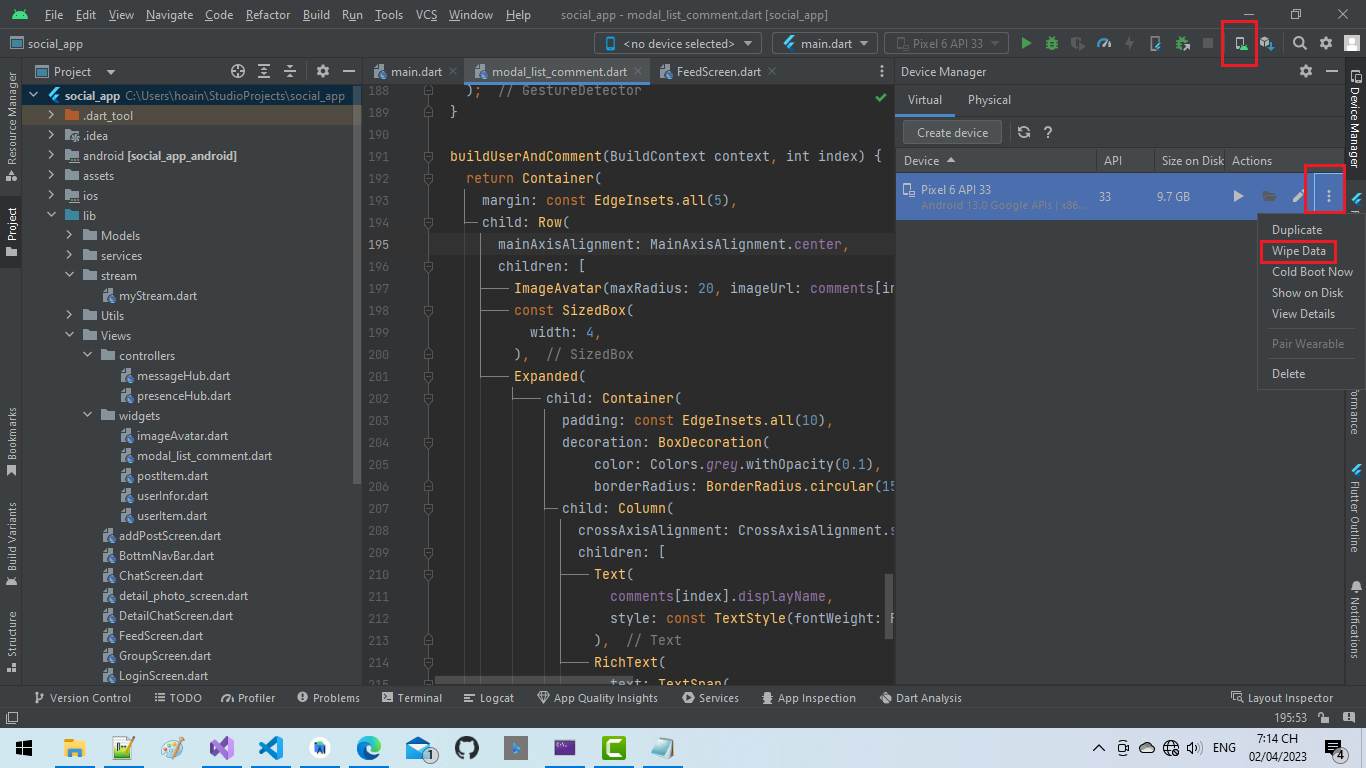 File Edit View Navigate Code Refactor Build Run Tools VCS Window Help social_app - modal_list_comment.dart [social_app]
social_app <no device selected> main.dart Pixel 6 API 33
Project
main.dart modal_list_comment.dart FeedScreen.dart
Device Manager
Virtual Physical
Create device ?
Device API Size on Disk Actions
Pixel 6 API 33
Android 13.0 Google APIs | x86...
33 9.7 GB
Duplicate
Wipe Data
Cold Boot Now
Show on Disk
View Details
Pair Wearable
Delete
social_app C:\Users\hoain\StudioProjects\social_app
.dart_tool
.idea
android [social_app_android]
assets
ios
lib
Models
services
stream
myStream.dart
Utils
Views
controllers
messageHub.dart
presenceHub.dart
widgets
imageAvatar.dart
modal_list_comment.dart
postItem.dart
userInfor.dart
userItem.dart
addPostScreen.dart
BottmNavBar.dart
ChatScreen.dart
detail_photo_screen.dart
DetailChatScreen.dart
FeedScreen.dart
GroupScreen.dart
LoginScreen.dart
188 ); // GestureDetector
189 }
190
191 buildUserAndComment(BuildContext context, int index) {
192 return Container(
193 margin: const EdgeInsets.all(5),
194 child: Row(
195 mainAxisAlignment: MainAxisAlignment.center,
196 children: [
197 ImageAvatar(maxRadius: 20, imageUrl: comments[in
198 const SizedBox(
199 width: 4,
200 ), // SizedBox
201 Expanded(
202 child: Container(
203 padding: const EdgeInsets.all(10),
204 decoration: BoxDecoration(
205 color: Colors.grey.withOpacity(0.1),
206 borderRadius: BorderRadius.circular(15
207 child: Column(
208 crossAxisAlignment: CrossAxisAlignment.s
209 children: [
210 Text(
211 comments[index].displayName,
212 style: const TextStyle(fontWeight: F
213 ), // Text
214 RichText(
215 text: TextSpan(
Resource Manager
Project
Bookmarks
Build Variants
Structure
Device Manager
Flutter Outline
Notifications
Version Control TODO Profiler Problems Terminal Logcat App Quality Insights Services App Inspection Dart Analysis Layout Inspector
195:53
1
ENG
7:14 CH
02/04/2023
4